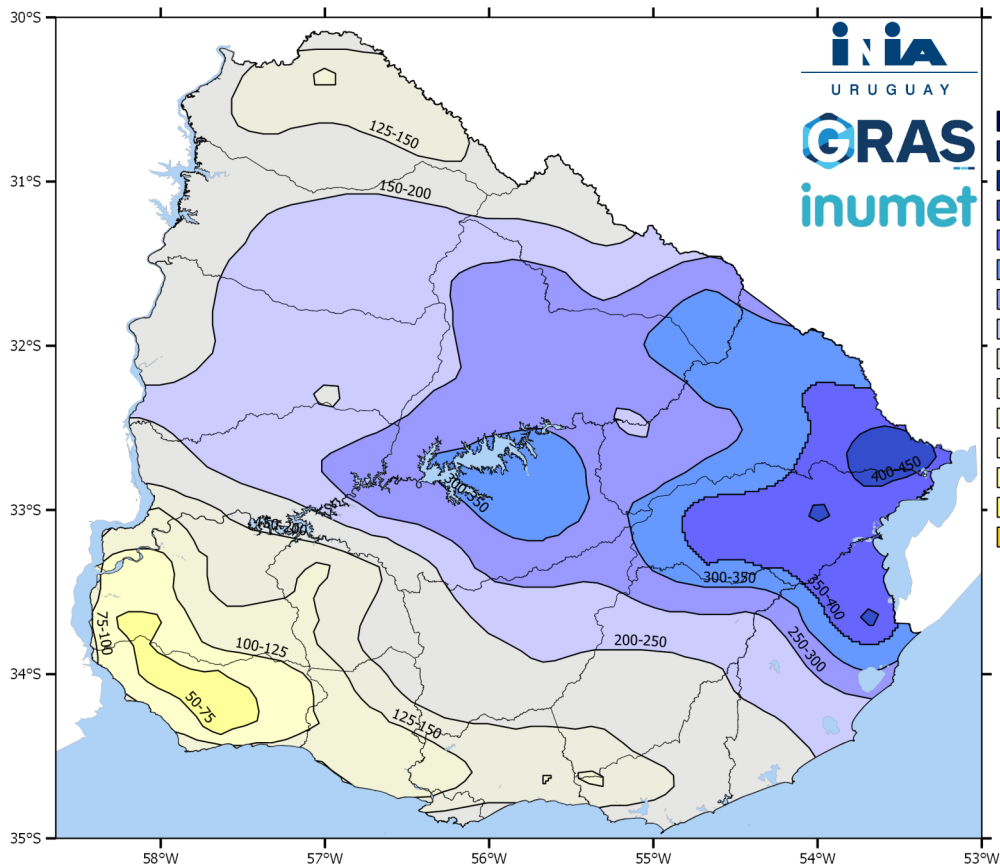 30°S
31°S
32°S
33°S
34°S
35°S
58°W
57°W
56°W
55°W
54°W
53°W
INIA
URUGUAY
GRAS
inumet
125-150
150-200
400-450
300-350
150-200
300-350
350-400
75-100
100-125
200-250
250-300
50-75
125-150